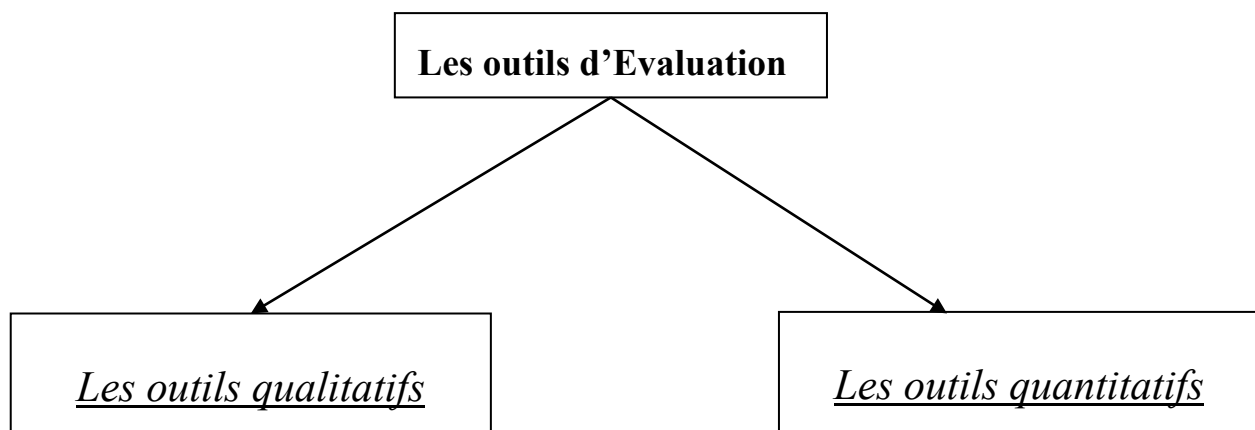 Les outils d’Evaluation
Les outils qualitatifs
Les outils quantitatifs